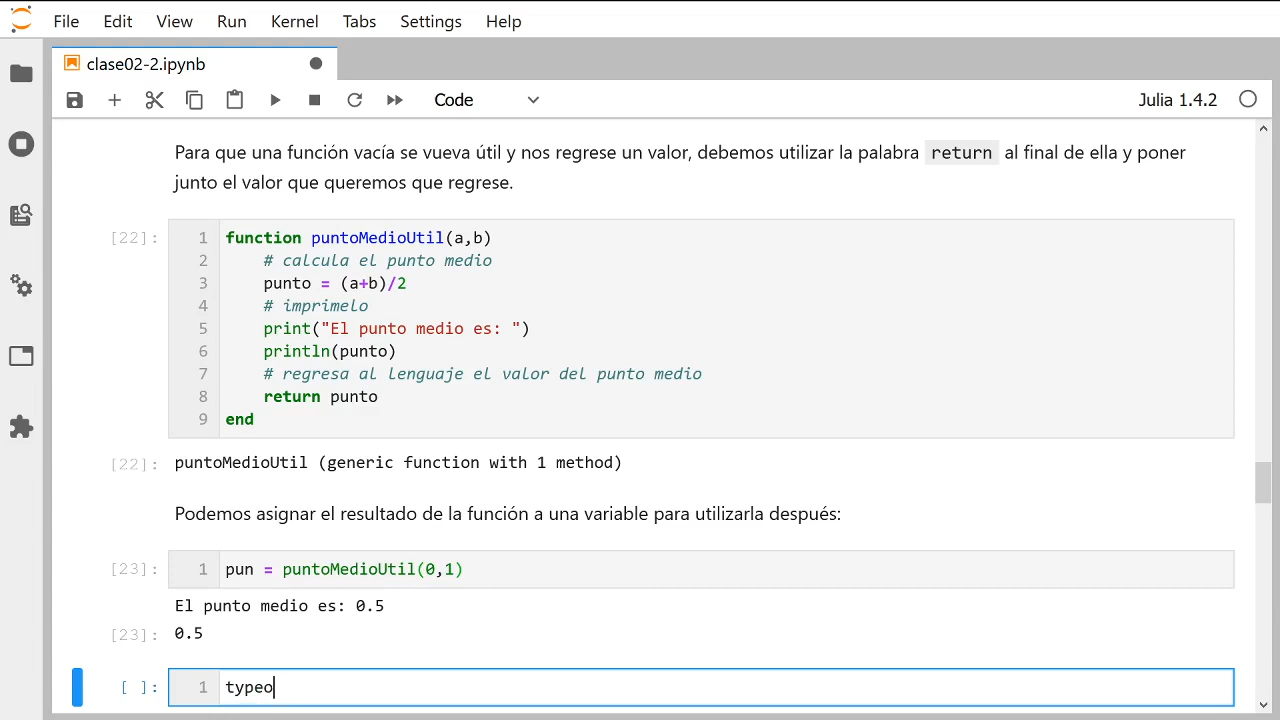 File Edit View Run Kernel Tabs Settings Help
clase02-2.ipynb
Code Julia 1.4.2
Para que una función vacía se vueva útil y nos regrese un valor, debemos utilizar la palabra return al final de ella y poner
junto el valor que queremos que regrese.
[22]: 1 function puntoMedioUtil(a,b)
2 # calcula el punto medio
3 punto = (a+b)/2
4 # imprimelo
5 print("El punto medio es: ")
6 println(punto)
7 # regresa al lenguaje el valor del punto medio
8 return punto
9 end
[22]: puntoMedioUtil (generic function with 1 method)
Podemos asignar el resultado de la función a una variable para utilizarla después:
[23]: 1 pun = puntoMedioUtil(0,1)
El punto medio es: 0.5
[23]: 0.5
[ ]: 1 typeo